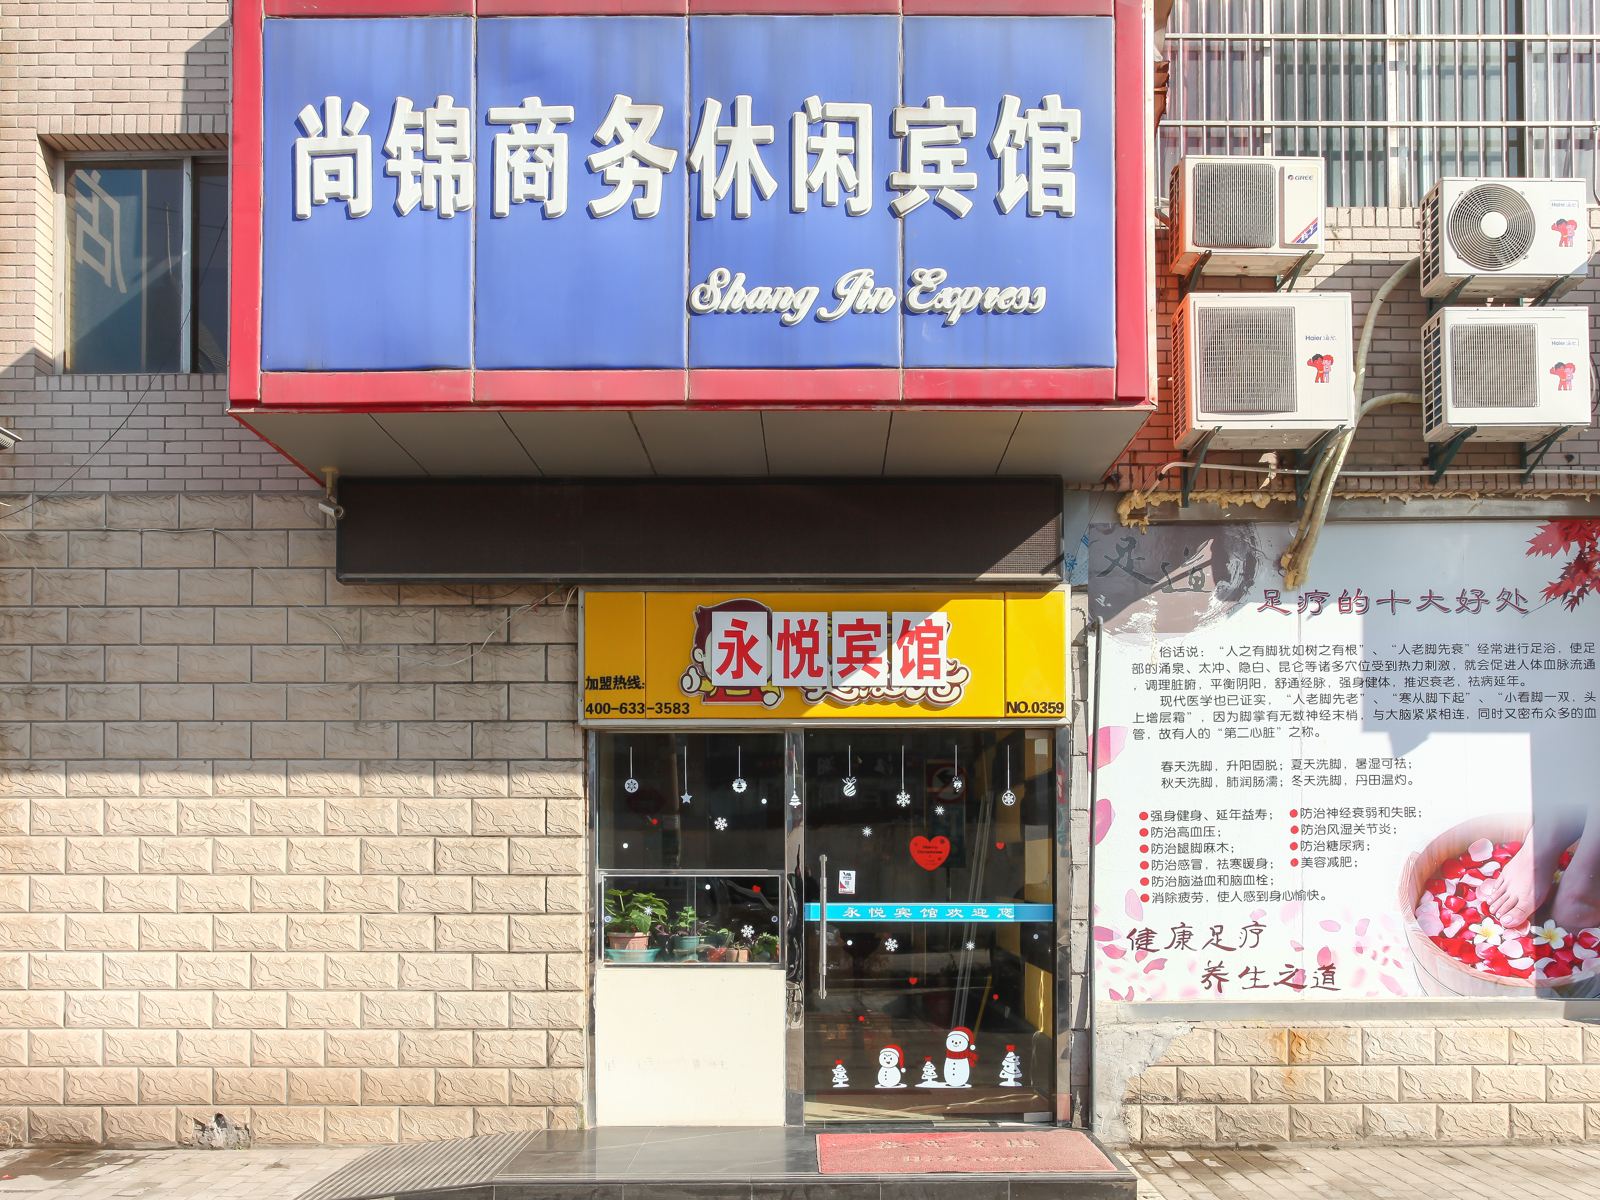 尚锦商务休闲宾馆
Shang Jin Express
GREE
Haier
Haier
Haier
永悦宾馆
加盟热线:
400-633-3583
NO.0359
永悦宾馆欢迎您
足道
足疗的十大好处
俗话说：“人之有脚犹如树之有根”、“人老脚先衰”经常进行足浴，使足
部的涌泉、太冲、隐白、昆仑等诸多穴位受到热力刺激，就会促进人体血脉流通
，调理脏腑，平衡阴阳，舒通经脉，强身健体，推迟衰老，祛病延年。
现代医学也已证实，“人老脚先老”、“寒从脚下起”、“小看脚一双，头
上增层霜”，因为脚掌有无数神经末梢，与大脑紧紧相连，同时又密布众多的血
管，故有人的“第二心脏”之称。
春天洗脚，升阳固脱；夏天洗脚，暑湿可祛；
秋天洗脚，肺润肠濡；冬天洗脚，丹田温灼。
强身健身、延年益寿；
防治高血压；
防治腿脚麻木；
防治感冒，祛寒暖身；
防治脑溢血和脑血栓；
消除疲劳，使人感到身心愉快。
防治神经衰弱和失眠；
防治风湿关节炎；
防治糖尿病；
美容减肥；
健康足疗
养生之道